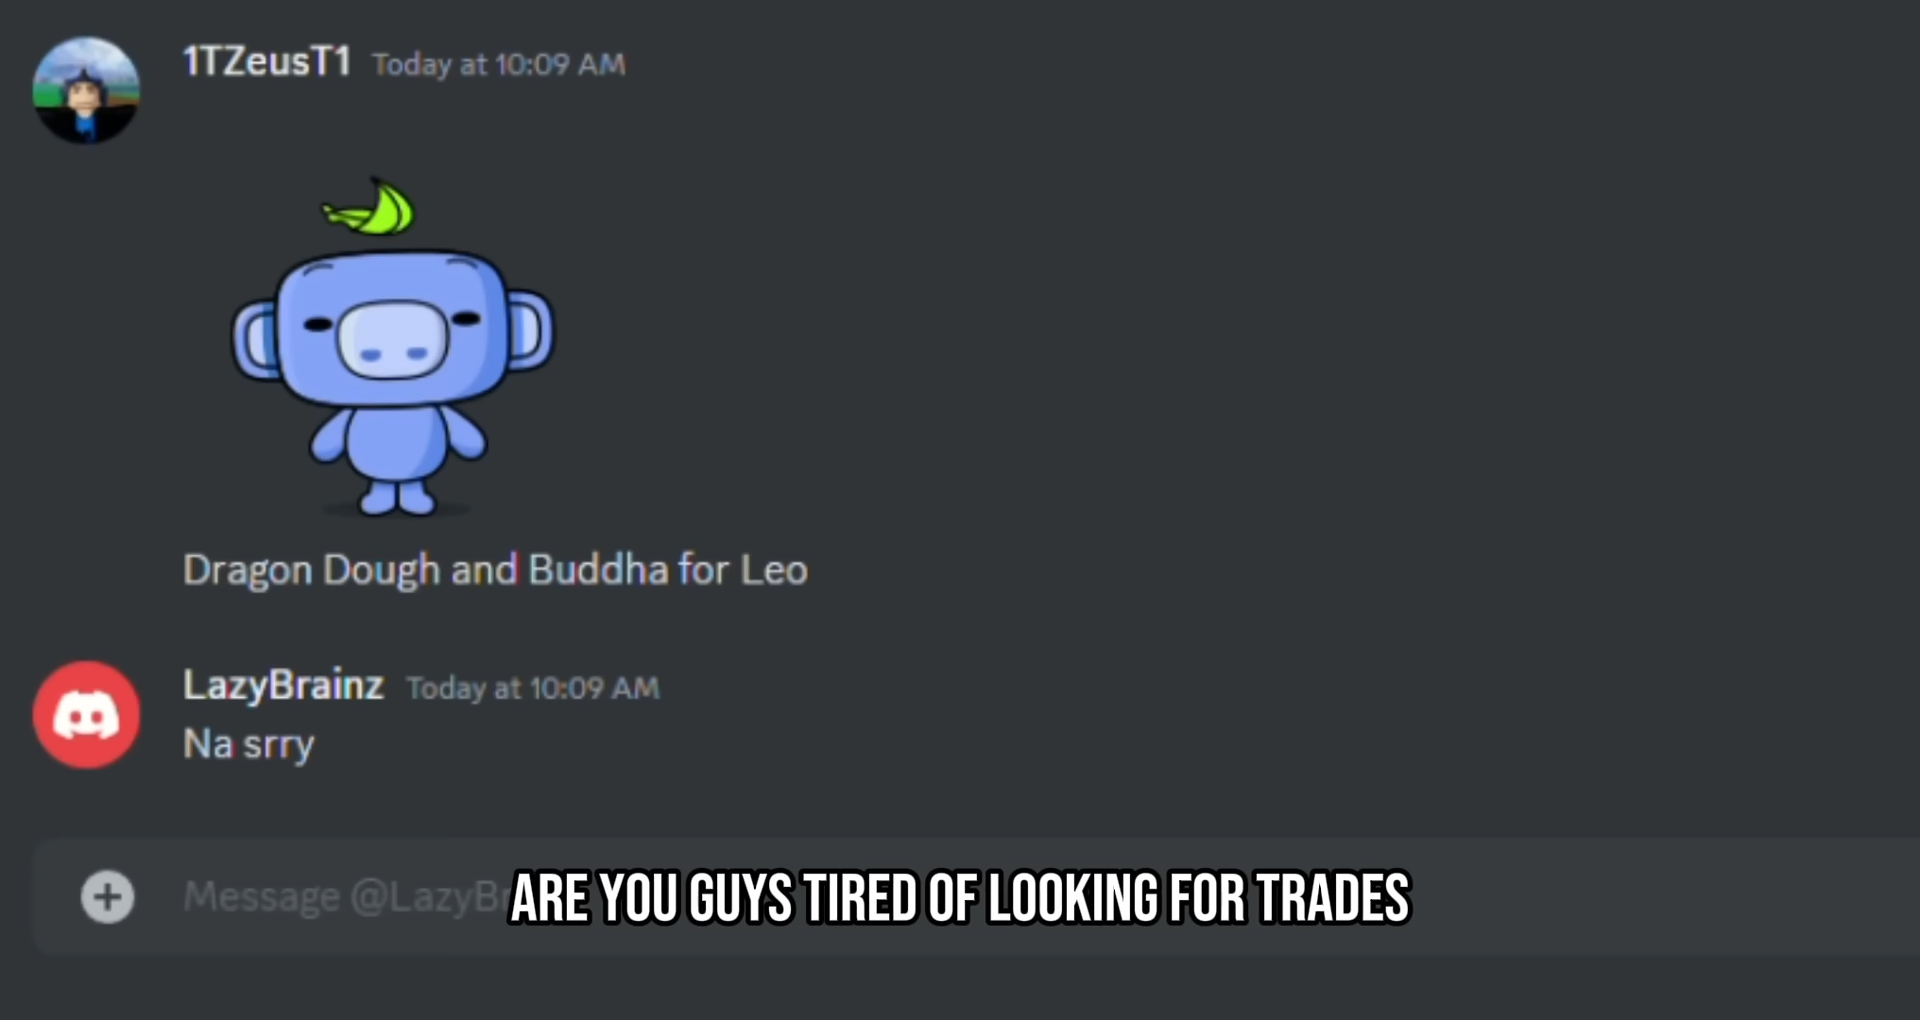 1TZeusT1 Today at 10:09 AM
Dragon Dough and Buddha for Leo
LazyBrainz Today at 10:09 AM
Na srry
Message @LazyBr
ARE YOU GUYS TIRED OF LOOKING FOR TRADES